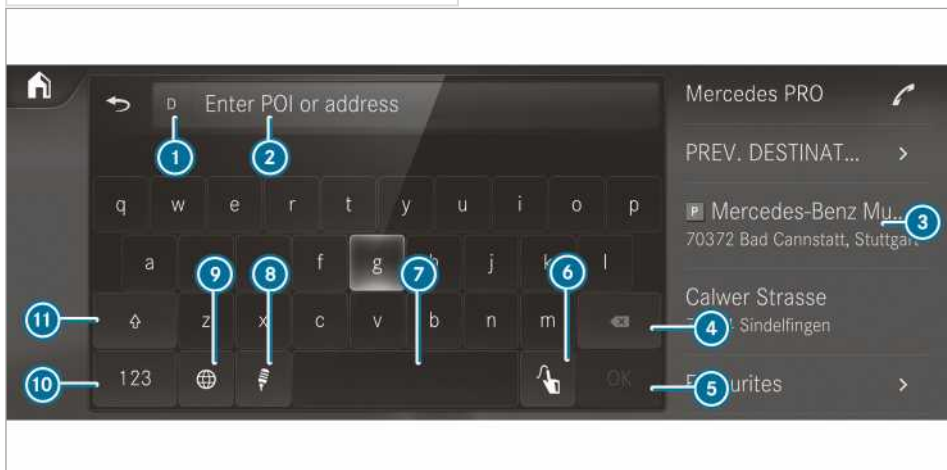 D Enter POI or address
1
2
q w e r t y u i o p
a f g h j k l
9
8
7
6
11
z x c v b n m
4
10
123
OK
5
Mercedes PRO
PREV. DESTINAT... >
P Mercedes-Benz Mu...
3
70372 Bad Cannstatt, Stuttgart
Calwer Strasse
Sindelfingen
>